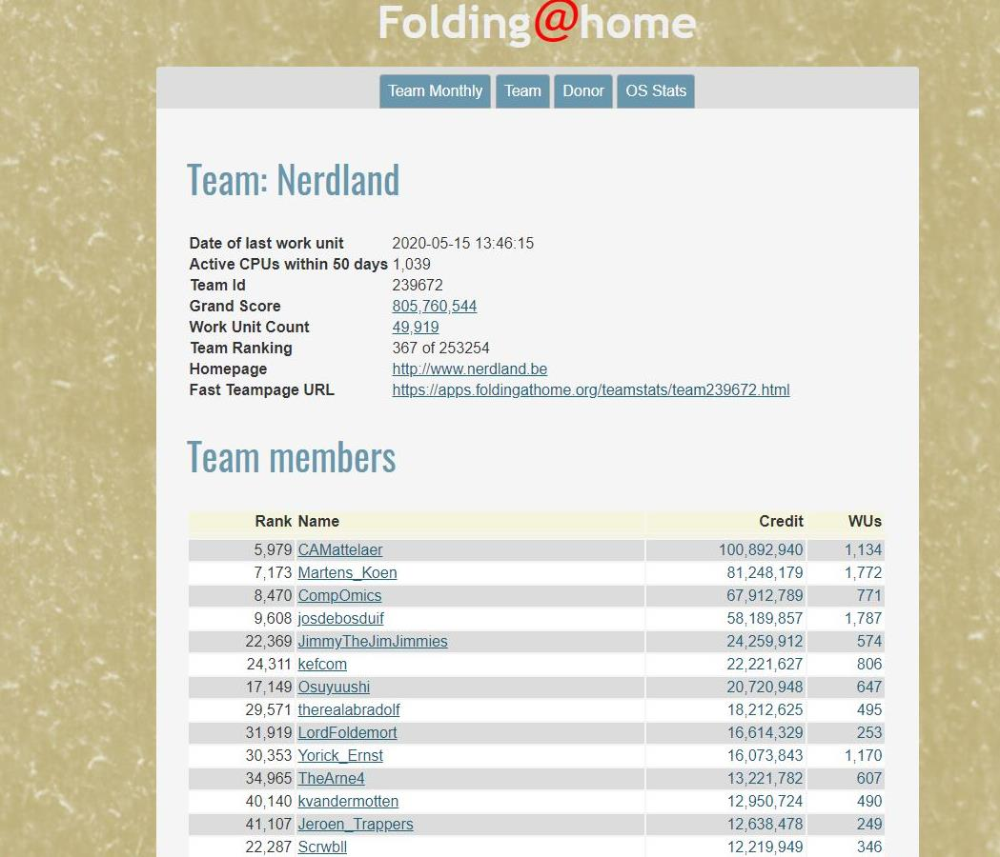 Folding@home
Team Monthly Team Donor OS Stats
Team: Nerdland
Date of last work unit 2020-05-15 13:46:15
Active CPUs within 50 days 1,039
Team Id 239672
Grand Score 805,760,544
Work Unit Count 49,919
Team Ranking 367 of 253254
Homepage http://www.nerdland.be
Fast Teampage URL https://apps.foldingathome.org/teamstats/team239672.html
Team members
Rank Name Credit WUs
5,979 CAMattelaer 100,892,940 1,134
7,173 Martens_Koen 81,248,179 1,772
8,470 CompOmics 67,912,789 771
9,608 josdebosduif 58,189,857 1,787
22,369 JimmyTheJimJimmies 24,259,912 574
24,311 kefcom 22,221,627 806
17,149 Osuyuushi 20,720,948 647
29,571 therealabradolf 18,212,625 495
31,919 LordFoldemort 16,614,329 253
30,353 Yorick_Ernst 16,073,843 1,170
34,965 TheArne4 13,221,782 607
40,140 kvandermotten 12,950,724 490
41,107 Jeroen_Trappers 12,638,478 249
22,287 Scrwbll 12,219,949 346